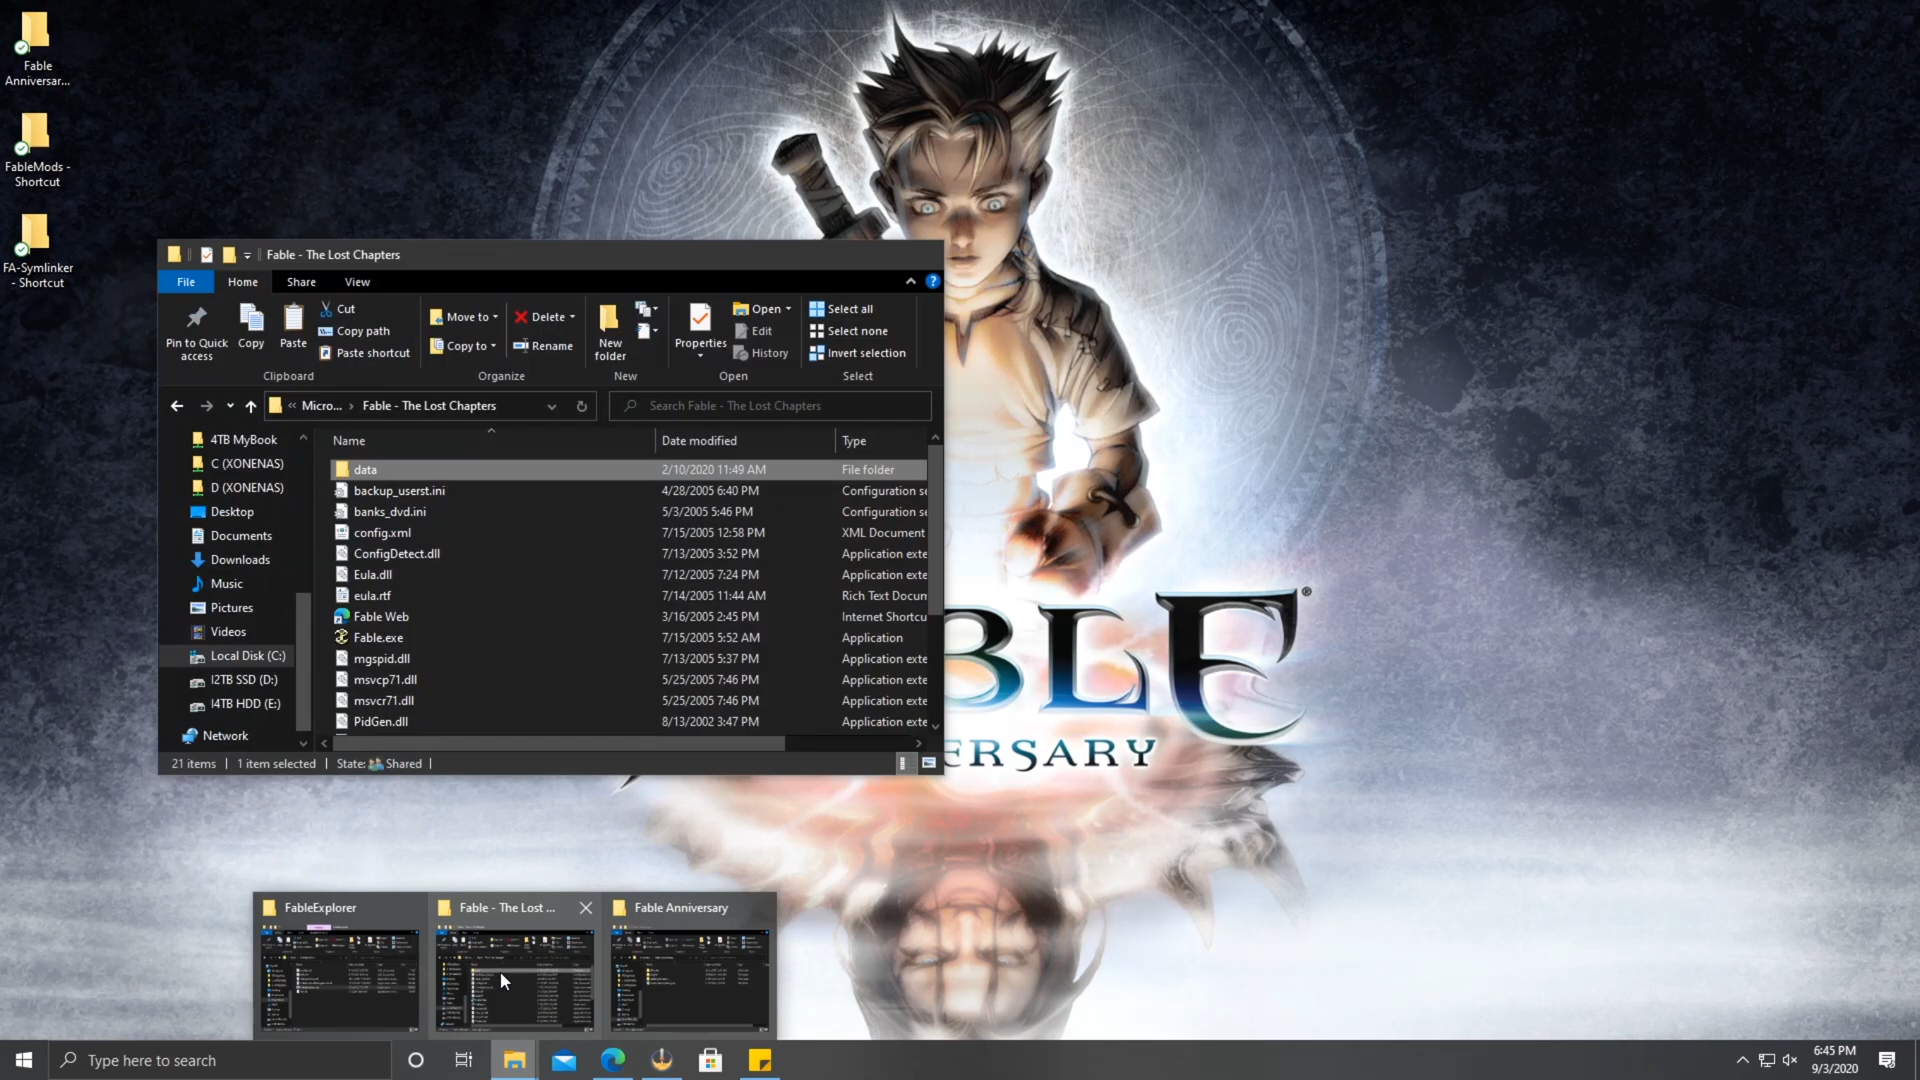 Fable
Anniversar...
FableMods -
Shortcut
FA-Symlinker
- Shortcut
Fable - The Lost Chapters
File
Home
Share
View
Pin to Quick
access
Copy
Paste
Cut
Copy path
Paste shortcut
Clipboard
Move to
Copy to
Delete
Rename
Organize
New
folder
New
Properties
Open
Edit
History
Open
Select all
Select none
Invert selection
Select
« Micro... › Fable - The Lost Chapters
Search Fable - The Lost Chapters
4TB MyBook
C (XONENAS)
D (XONENAS)
Desktop
Documents
Downloads
Music
Pictures
Videos
Local Disk (C:)
I2TB SSD (D:)
I4TB HDD (E:)
Network
Name Date modified Type
data 2/10/2020 11:49 AM File folder
backup_userst.ini 4/28/2005 6:40 PM Configuration se
banks_dvd.ini 5/3/2005 5:46 PM Configuration se
config.xml 7/15/2005 12:58 PM XML Document
ConfigDetect.dll 7/13/2005 3:52 PM Application exte
Eula.dll 7/12/2005 7:24 PM Application exte
eula.rtf 7/14/2005 11:44 AM Rich Text Docum
Fable Web 3/16/2005 2:45 PM Internet Shortcu
Fable.exe 7/15/2005 5:52 AM Application
mgspid.dll 7/13/2005 5:37 PM Application exte
msvcp71.dll 5/25/2005 7:46 PM Application exte
msvcr71.dll 5/25/2005 7:46 PM Application exte
PidGen.dll 8/13/2002 3:47 PM Application exte
21 items | 1 item selected | State: Shared |
BLE®
ERSARY
FableExplorer
Fable - The Lost ...
Fable Anniversary
Type here to search
6:45 PM
9/3/2020